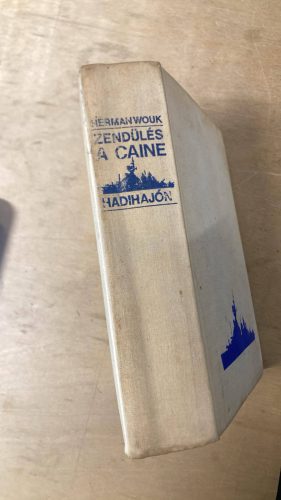 HERMAN WOUK
ZENDÜLÉS
A CAINE
HADIHAJÓN